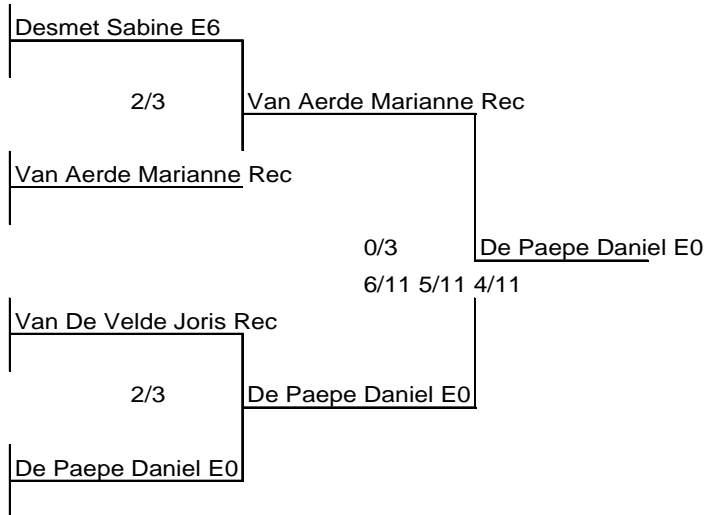 Desmet Sabine E6
2/3
Van Aerde Marianne Rec
Van Aerde Marianne Rec
0/3
De Paepe Daniel E0
6/11 5/11 4/11
Van De Velde Joris Rec
2/3
De Paepe Daniel E0
De Paepe Daniel E0